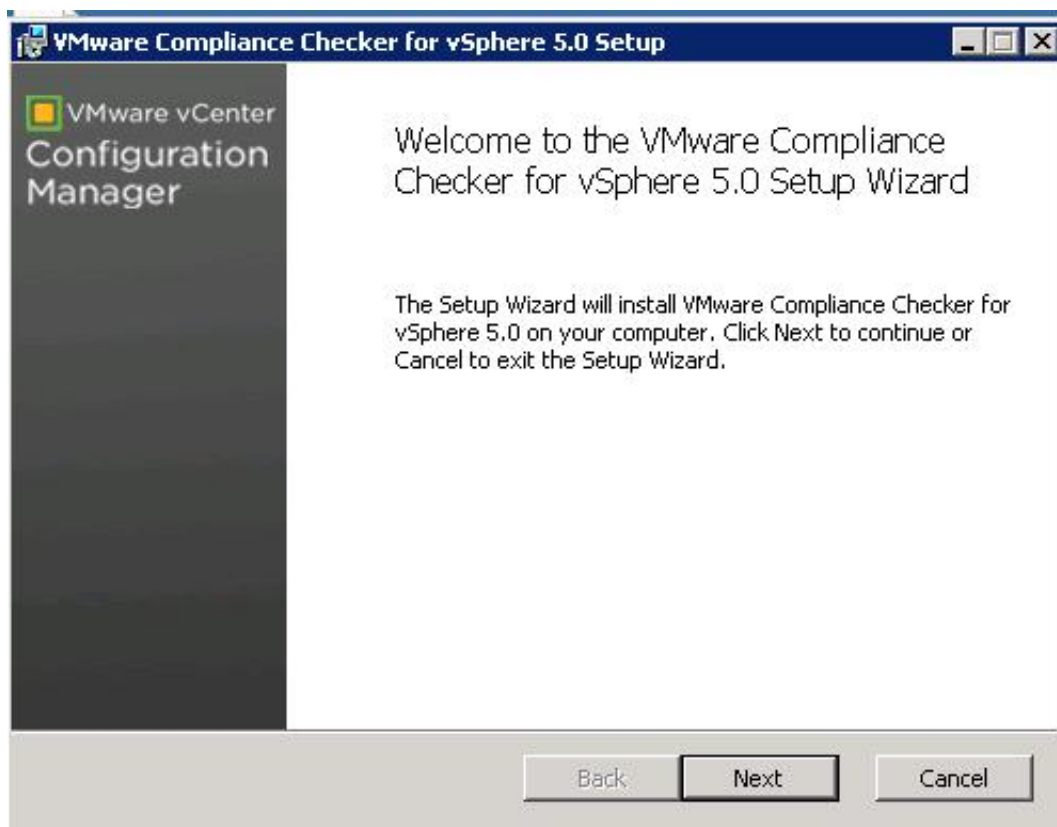 VMware Compliance Checker for vSphere 5.0 Setup
VMware vCenter
Configuration
Manager
Welcome to the VMware Compliance
Checker for vSphere 5.0 Setup Wizard
The Setup Wizard will install VMware Compliance Checker for
vSphere 5.0 on your computer. Click Next to continue or
Cancel to exit the Setup Wizard.
Back
Next
Cancel